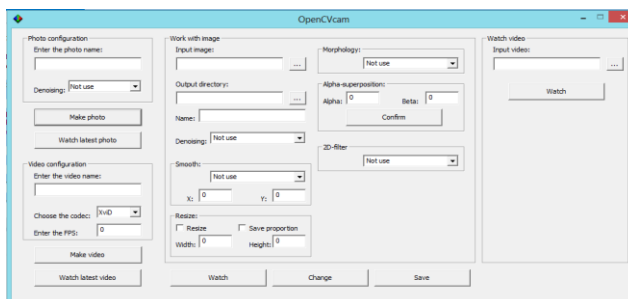 OpenCVcam
Photo configuration
Enter the photo name:
Denoising: Not use
Make photo
Watch latest photo
Video configuration
Enter the video name:
Choose the codec: XviD
Enter the FPS: 0
Make video
Watch latest video
Work with image
Input image:
...
Output directory:
...
Name:
Denoising: Not use
Smooth:
Not use
X: 0 Y: 0
Resize:
Resize Save proportion
Width: 0 Height: 0
Morphology:
Not use
Alpha-superposition:
Alpha: 0 Beta: 0
Confirm
2D-filter
Not use
Watch Change Save
Watch video
Input video:
...
Watch